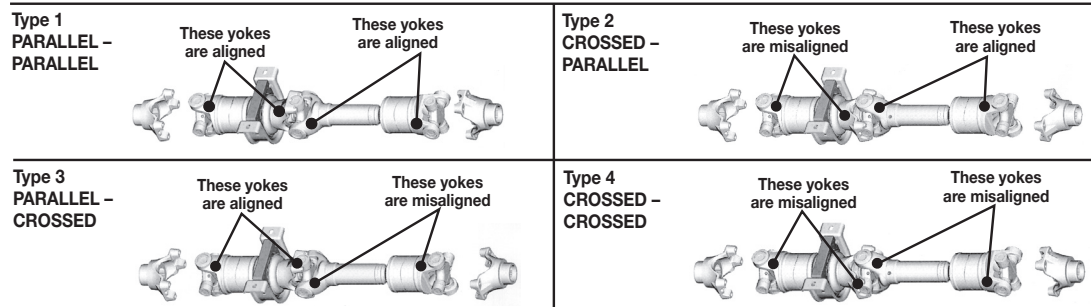 Type 1
PARALLEL –
PARALLEL
These yokes
are aligned
These yokes
are aligned
Type 2
CROSSED –
PARALLEL
These yokes
are misaligned
These yokes
are aligned
Type 3
PARALLEL –
CROSSED
These yokes
are aligned
These yokes
are misaligned
Type 4
CROSSED –
CROSSED
These yokes
are misaligned
These yokes
are misaligned